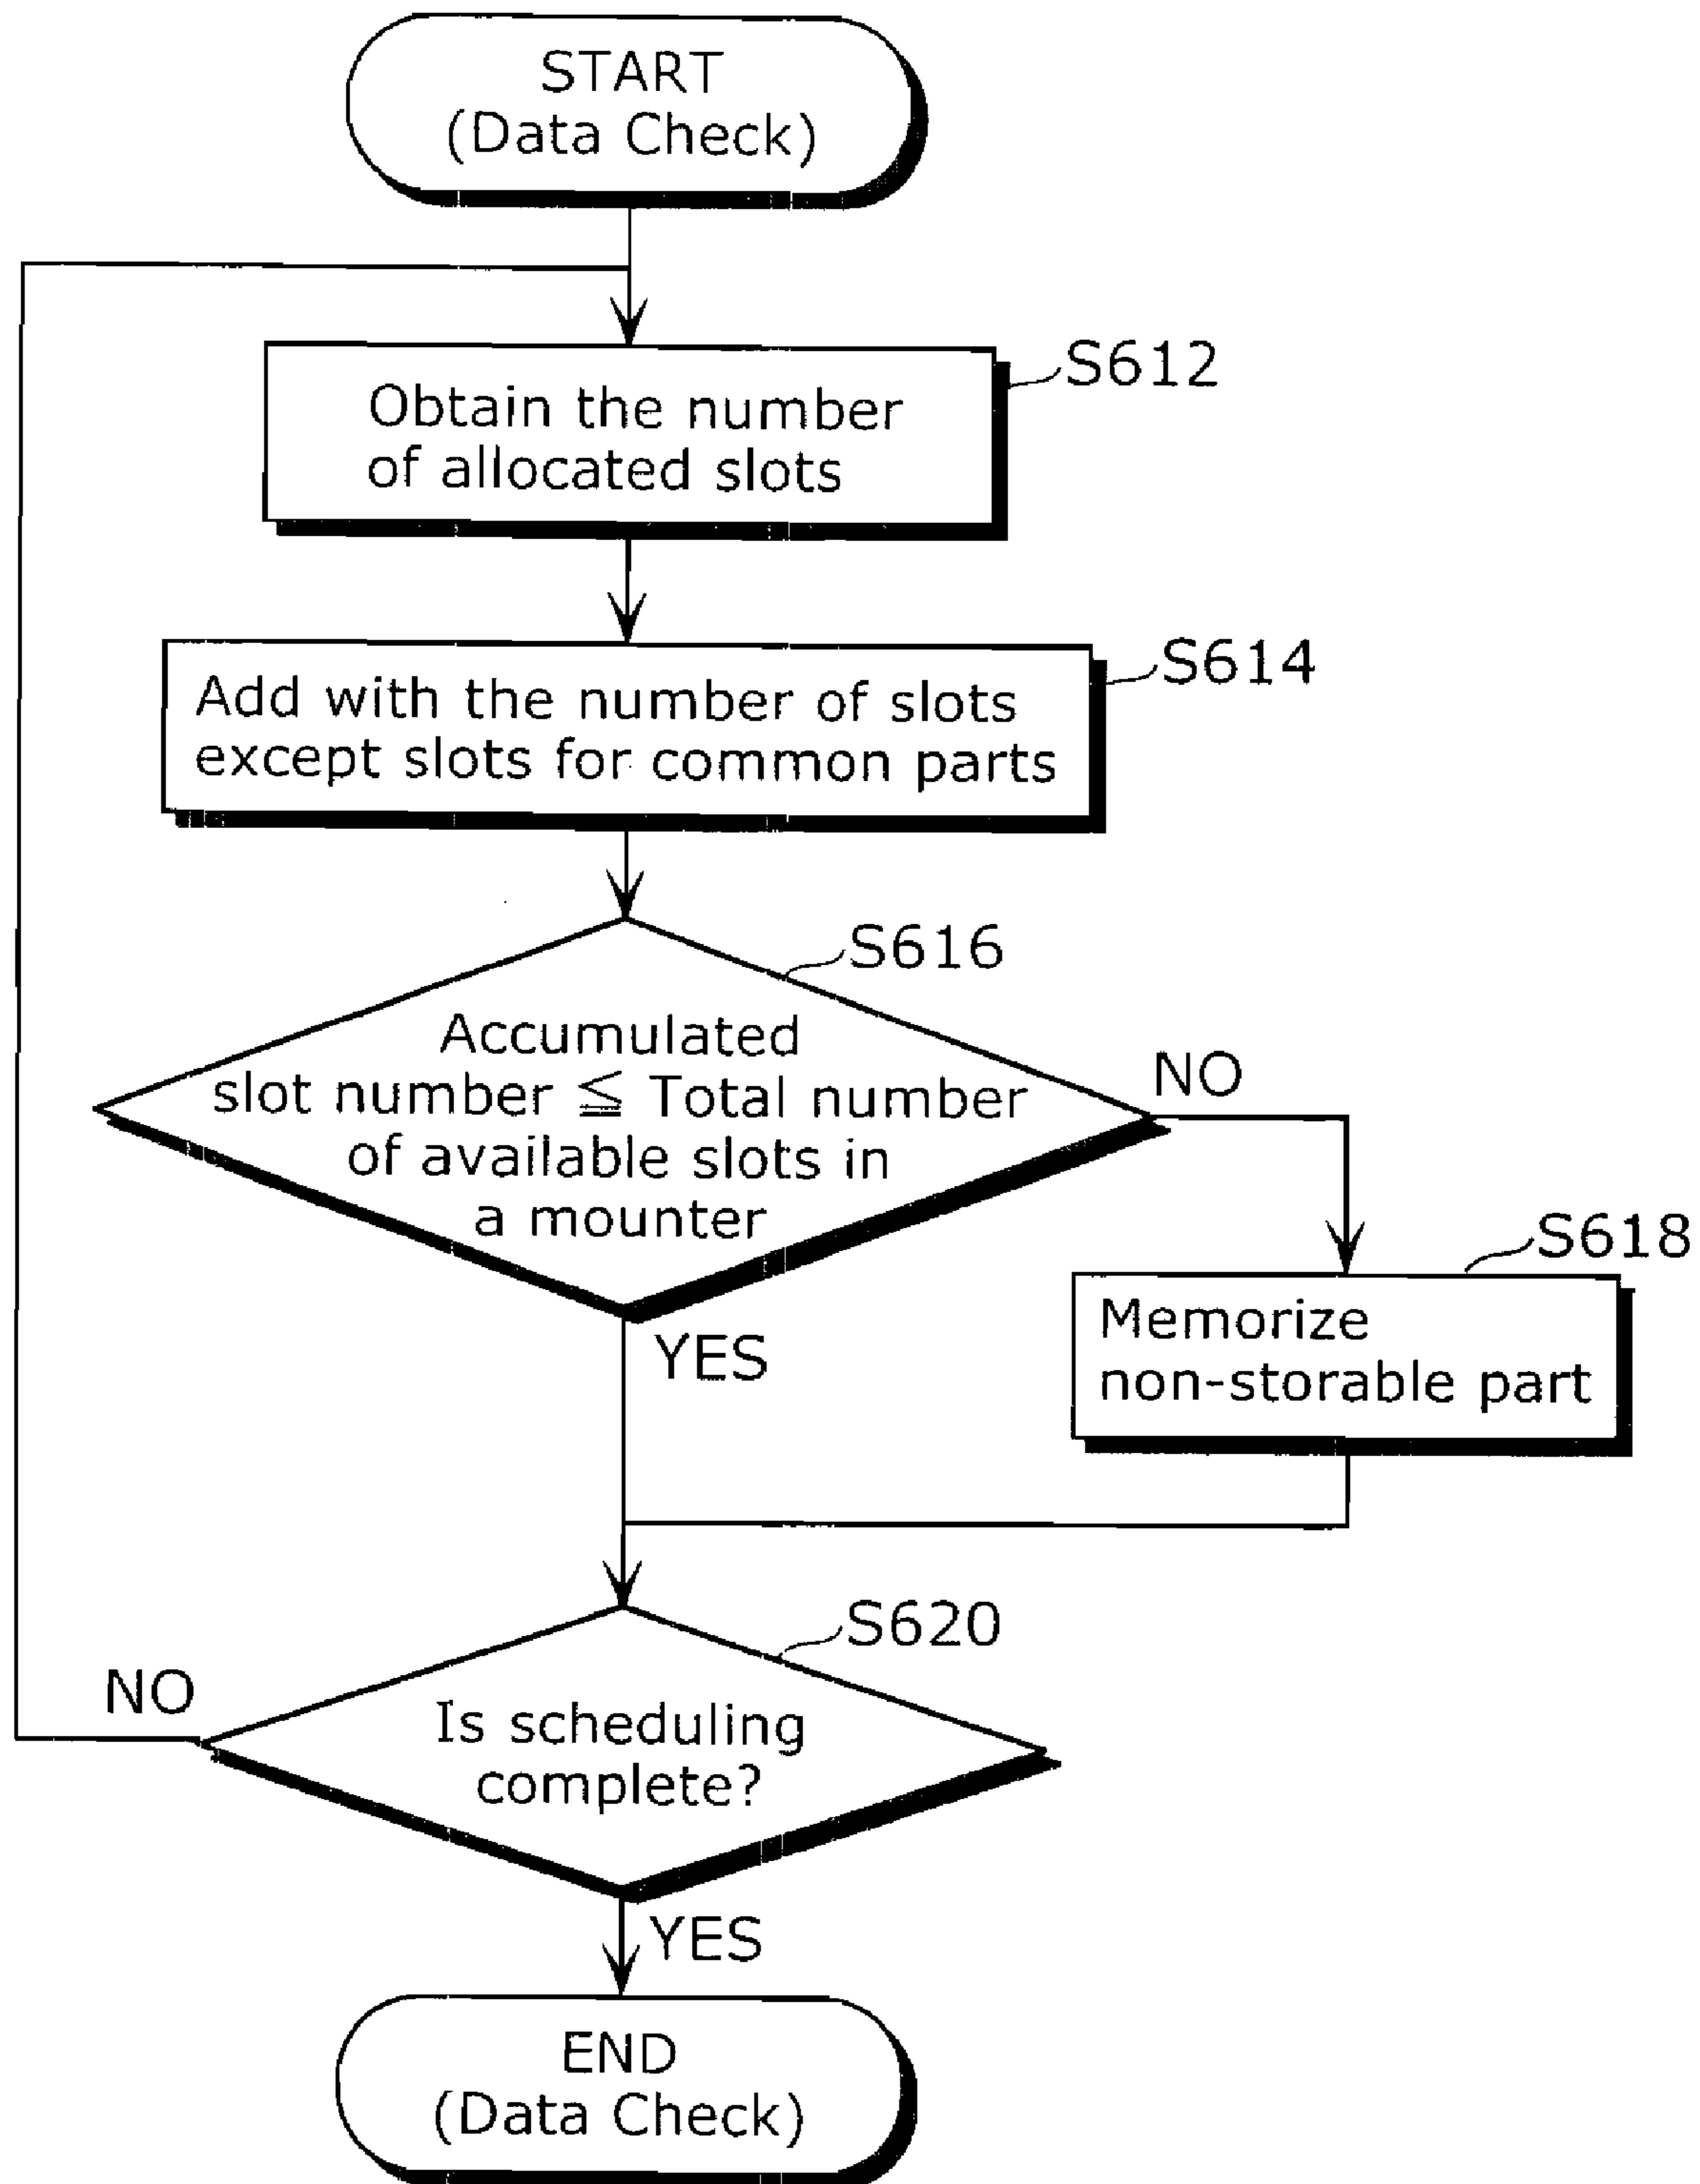 START
(Data Check)
S612
Obtain the number
of allocated slots
S614
Add with the number of slots
except slots for common parts
S616
Accumulated
slot number ≦ Total number
of available slots in
a mounter
NO
YES
S618
Memorize
non-storable part
S620
NO
Is scheduling
complete?
YES
END
(Data Check)